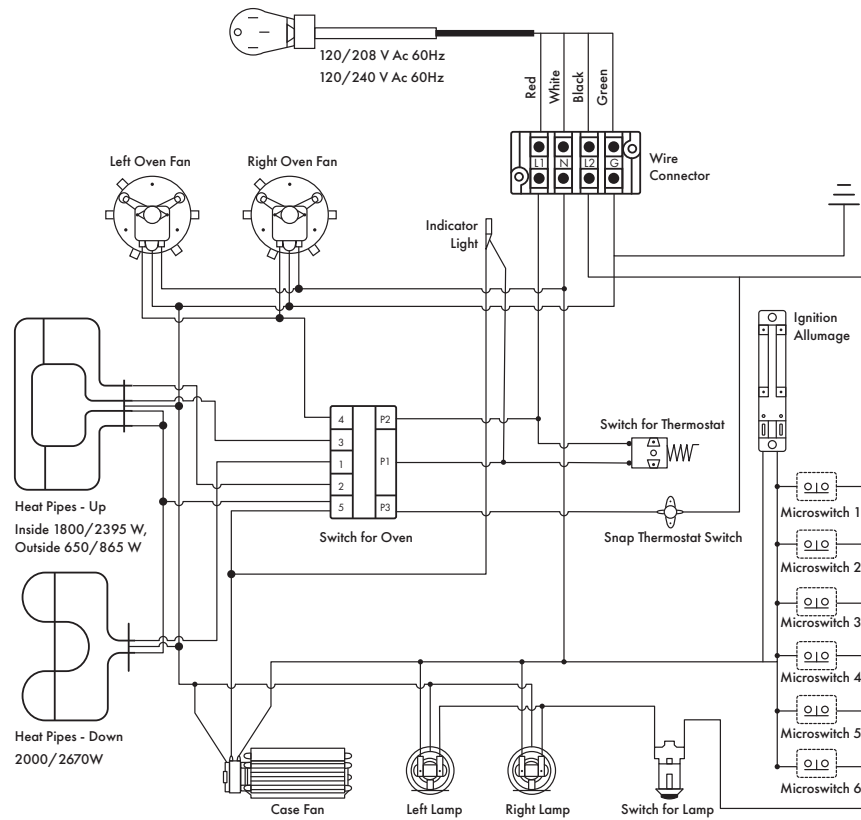 120/208 V Ac 60Hz
120/240 V Ac 60Hz
Red
White
Black
Green
L1
N
L2
G
Wire
Connector
Left Oven Fan
Right Oven Fan
Indicator
Light
Ignition
Allumage
4
3
1
2
5
P2
P1
P3
Switch for Oven
Switch for Thermostat
Snap Thermostat Switch
Heat Pipes - Up
Inside 1800/2395 W,
Outside 650/865 W
Heat Pipes - Down
2000/2670W
Microswitch 1
Microswitch 2
Microswitch 3
Microswitch 4
Microswitch 5
Microswitch 6
Case Fan
Left Lamp
Right Lamp
Switch for Lamp